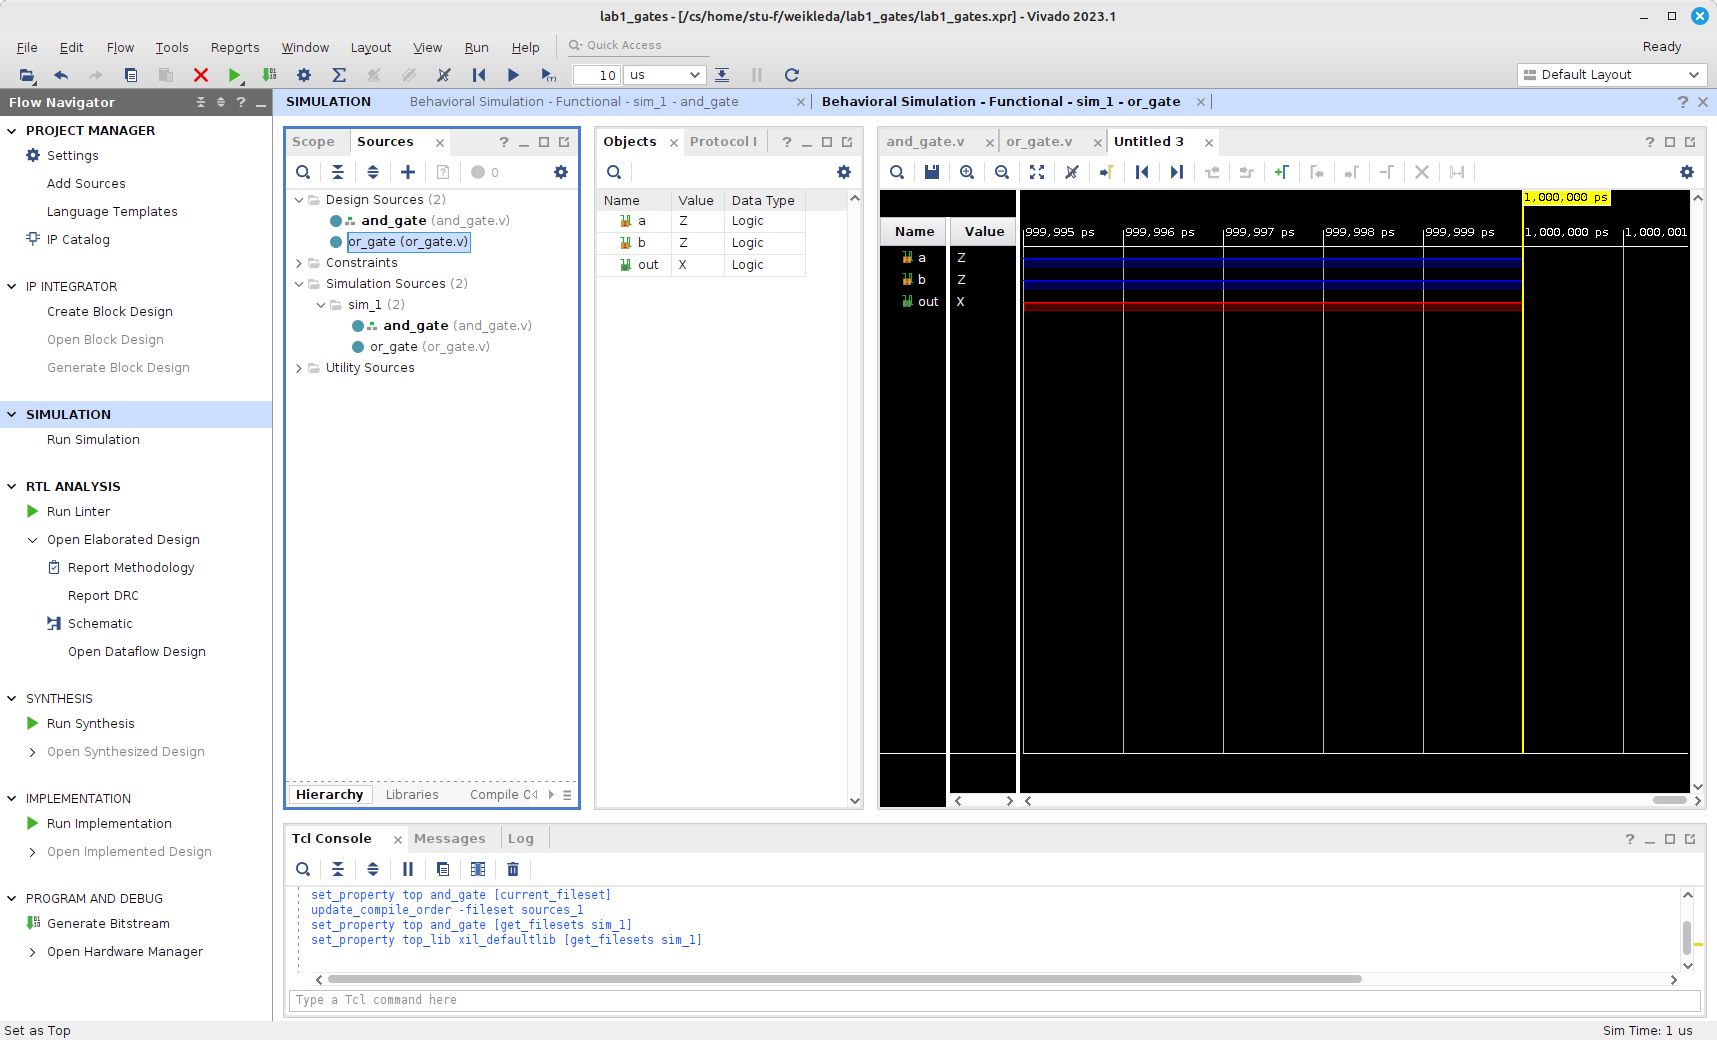 lab1_gates - [/cs/home/stu-f/weikleda/lab1_gates/lab1_gates.xpr] - Vivado 2023.1
File Edit Flow Tools Reports Window Layout View Run Help Quick Access Ready
10 us Default Layout
Flow Navigator
PROJECT MANAGER
Settings
Add Sources
Language Templates
IP Catalog
IP INTEGRATOR
Create Block Design
Open Block Design
Generate Block Design
SIMULATION
Run Simulation
RTL ANALYSIS
Run Linter
Open Elaborated Design
Report Methodology
Report DRC
Schematic
Open Dataflow Design
SYNTHESIS
Run Synthesis
Open Synthesized Design
IMPLEMENTATION
Run Implementation
Open Implemented Design
PROGRAM AND DEBUG
Generate Bitstream
Open Hardware Manager
SIMULATION Behavioral Simulation - Functional - sim_1 - and_gate Behavioral Simulation - Functional - sim_1 - or_gate
Scope Sources
0
Design Sources (2)
and_gate (and_gate.v)
or_gate (or_gate.v)
Constraints
Simulation Sources (2)
sim_1 (2)
and_gate (and_gate.v)
or_gate (or_gate.v)
Utility Sources
Hierarchy Libraries Compile O
Objects Protocol I
Name Value Data Type
a Z Logic
b Z Logic
out X Logic
and_gate.v or_gate.v Untitled 3
1,000,000 ps
Name Value 999,995 ps 999,996 ps 999,997 ps 999,998 ps 999,999 ps 1,000,000 ps 1,000,001
a Z
b Z
out X
Tcl Console Messages Log
set_property top and_gate [current_fileset]
update_compile_order -fileset sources_1
set_property top and_gate [get_filesets sim_1]
set_property top_lib xil_defaultlib [get_filesets sim_1]
Type a Tcl command here
Set as Top Sim Time: 1 us